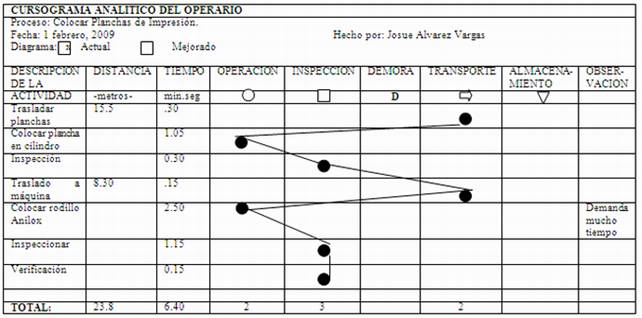 CURSOGRAMA ANALITICO DEL OPERARIO
Proceso: Colocar Planchas de Impresión.
Fecha: 1 febrero, 2009 Hecho por: Josue Alvarez Vargas
Diagrama: x Actual Mejorado
DESCRIPCION DE LA ACTIVIDAD DISTANCIA -metros- TIEMPO min.seg OPERACION INSPECCION DEMORA D TRANSPORTE ALMACENA-MIENTO OBSER-VACION
Trasladar planchas 15.5 .30
Colocar plancha en cilindro 1.05
Inspección 0.30
Traslado a máquina 8.30 .15
Colocar rodillo Anilox 2.50 Demanda mucho tiempo
Inspeccionar 1.15
Verificación 0.15
TOTAL: 23.8 6.40 2 3 2